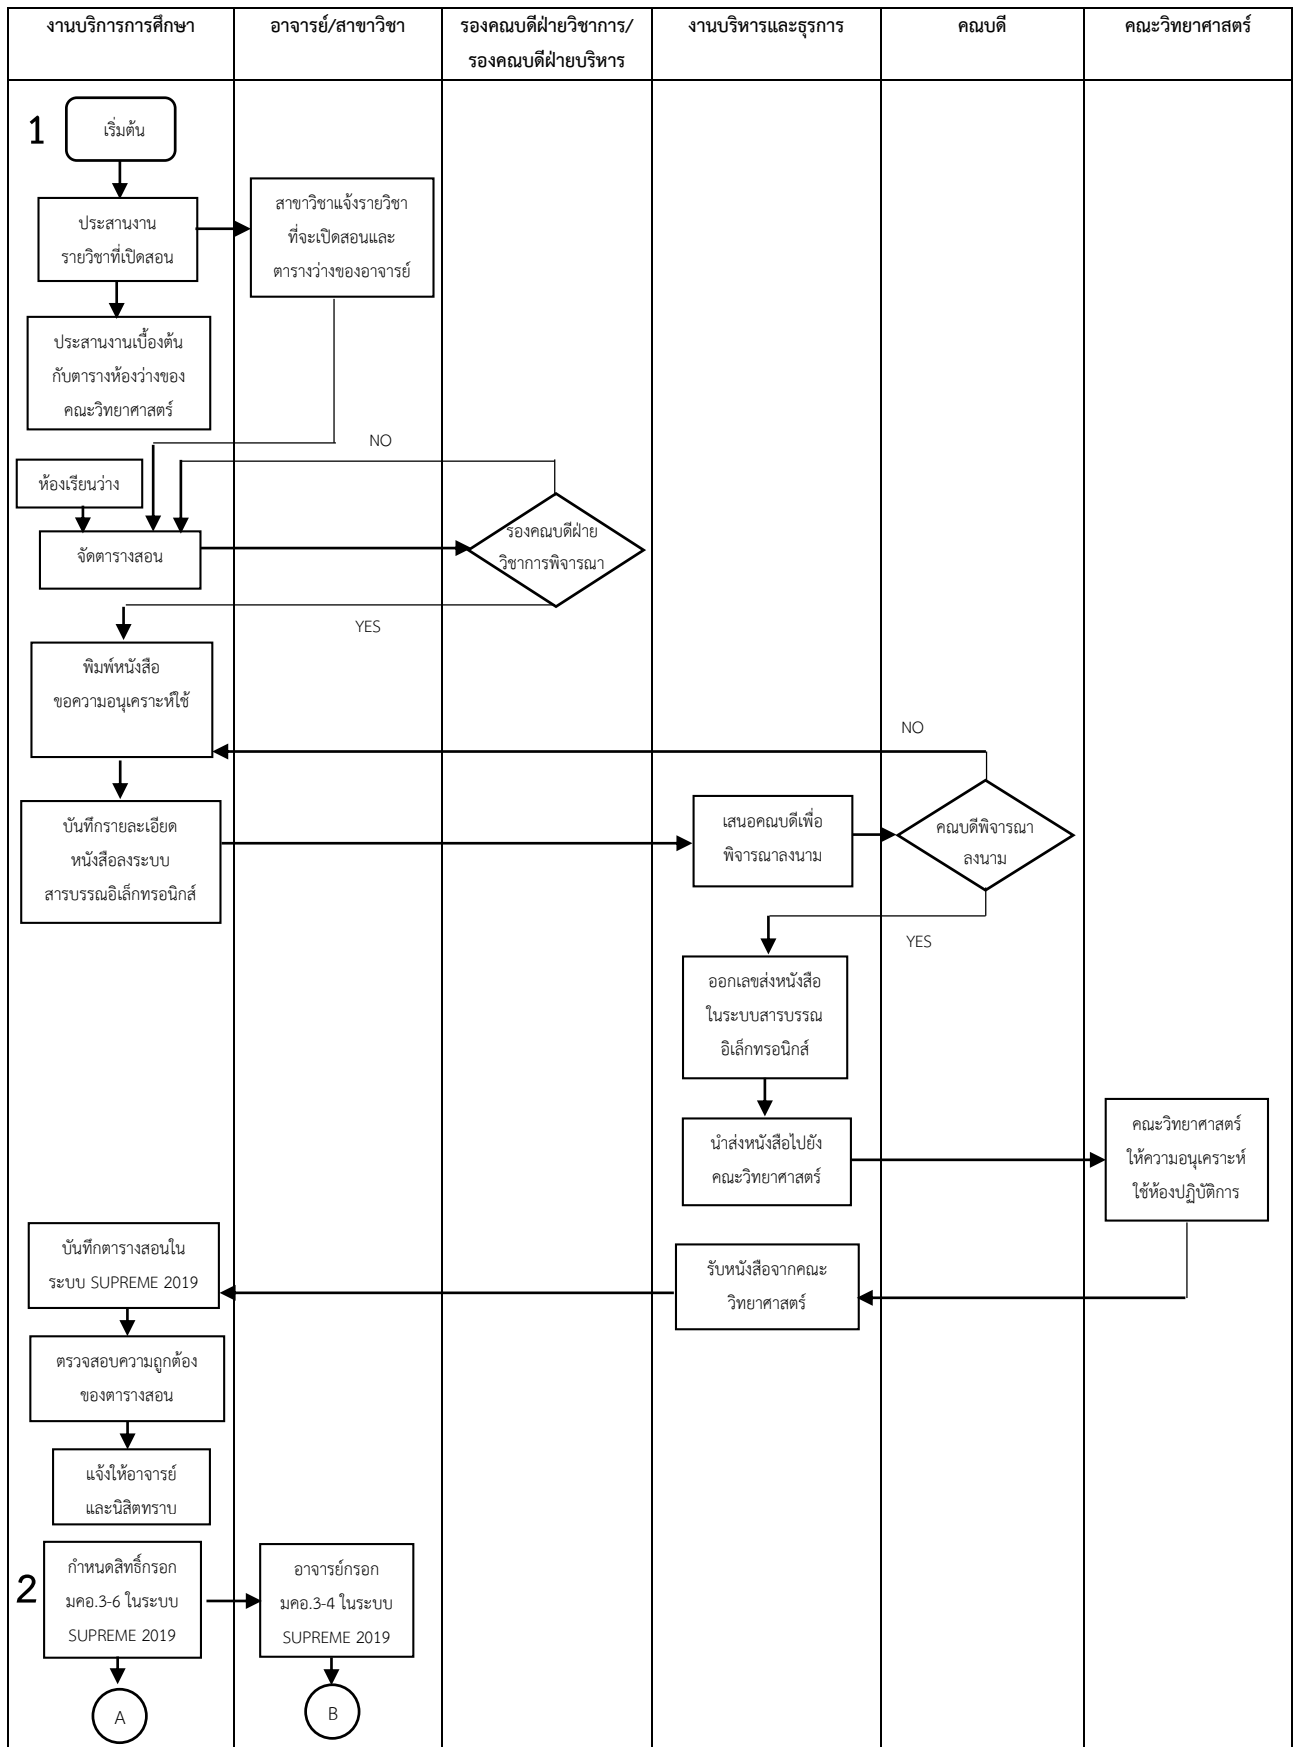 งานบริการการศึกษา
อาจารย์/สาขาวิชา
รองคณบดีฝ่ายวิชาการ/
รองคณบดีฝ่ายบริหาร
งานบริหารและธุรการ
คณบดี
คณะวิทยาศาสตร์
1
เริ่มต้น
ประสานงาน
รายวิชาที่เปิดสอน
สาขาวิชาแจ้งรายวิชา
ที่จะเปิดสอนและ
ตารางว่างของอาจารย์
ประสานงานเบื้องต้น
กับตารางห้องว่างของ
คณะวิทยาศาสตร์
NO
ห้องเรียนว่าง
จัดตารางสอน
รองคณบดีฝ่าย
วิชาการพิจารณา
YES
พิมพ์หนังสือ
ขอความอนุเคราะห์ใช้
NO
บันทึกรายละเอียด
หนังสือลงระบบ
สารบรรณอิเล็กทรอนิกส์
เสนอคณบดีเพื่อ
พิจารณาลงนาม
คณบดีพิจารณา
ลงนาม
YES
ออกเลขส่งหนังสือ
ในระบบสารบรรณ
อิเล็กทรอนิกส์
นำส่งหนังสือไปยัง
คณะวิทยาศาสตร์
คณะวิทยาศาสตร์
ให้ความอนุเคราะห์
ใช้ห้องปฏิบัติการ
บันทึกตารางสอนใน
ระบบ SUPREME 2019
รับหนังสือจากคณะ
วิทยาศาสตร์
ตรวจสอบความถูกต้อง
ของตารางสอน
แจ้งให้อาจารย์
และนิสิตทราบ
2
กำหนดสิทธิ์กรอก
มคอ.3-6 ในระบบ
SUPREME 2019
อาจารย์กรอก
มคอ.3-4 ในระบบ
SUPREME 2019
A
B